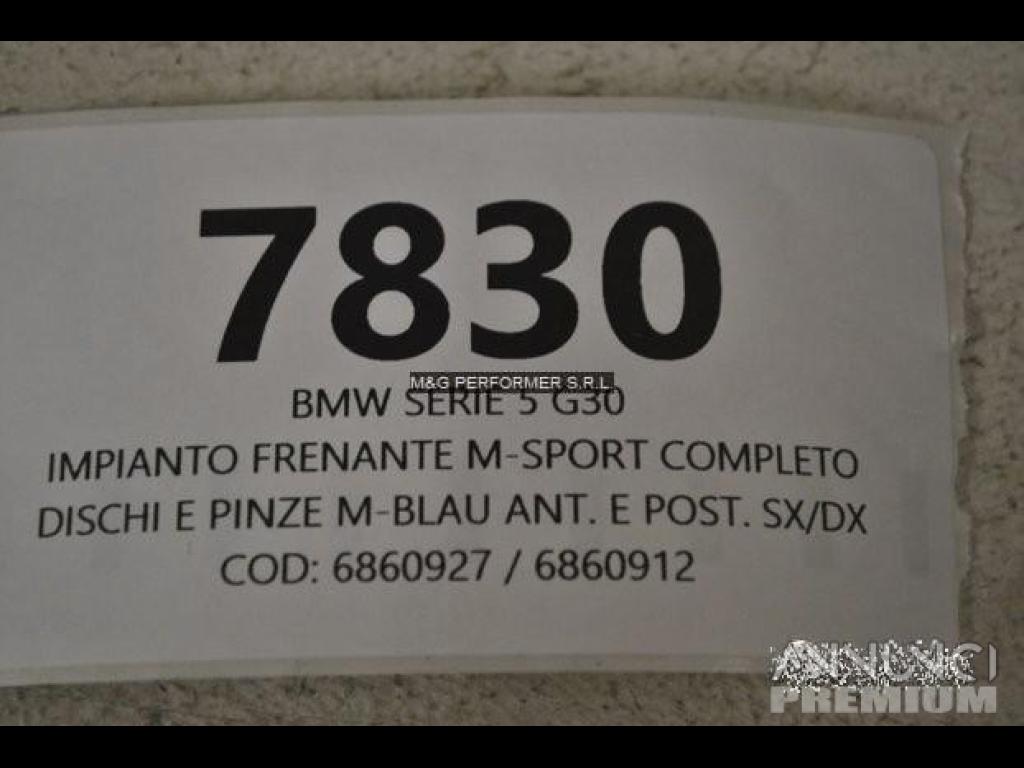 7830
M&G PERFORMER S.R.L.
BMW SERIE 5 G30
IMPIANTO FRENANTE M-SPORT COMPLETO
DISCHI E PINZE M-BLAU ANT. E POST. SX/DX
COD: 6860927 / 6860912
ANNUNCI
PREMIUM